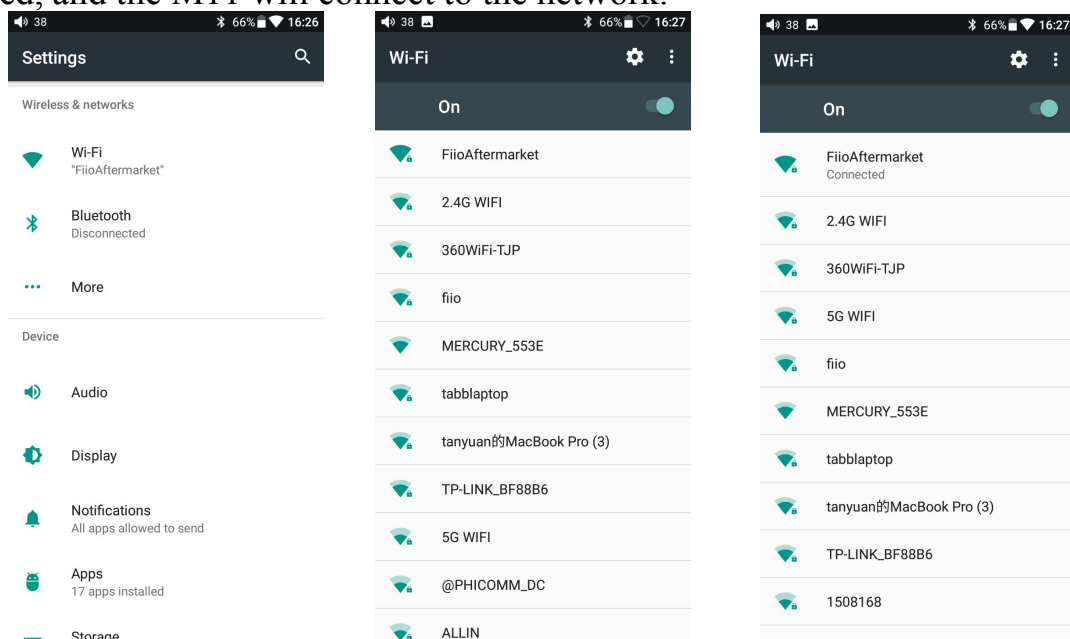 ed, and the M11 will connect to the network.
38
66%
16:26
Settings
Wireless & networks
Wi-Fi
"FiioAftermarket"
Bluetooth
Disconnected
More
Device
Audio
Display
Notifications
All apps allowed to send
Apps
17 apps installed
Storage
38
66%
16:27
Wi-Fi
On
FiioAftermarket
2.4G WIFI
360WiFi-TJP
fiio
MERCURY_553E
tabblaptop
tanyuan的MacBook Pro (3)
TP-LINK_BF88B6
5G WIFI
@PHICOMM_DC
ALLIN
38
66%
16:27
Wi-Fi
On
FiioAftermarket
Connected
2.4G WIFI
360WiFi-TJP
5G WIFI
fiio
MERCURY_553E
tabblaptop
tanyuan的MacBook Pro (3)
TP-LINK_BF88B6
1508168